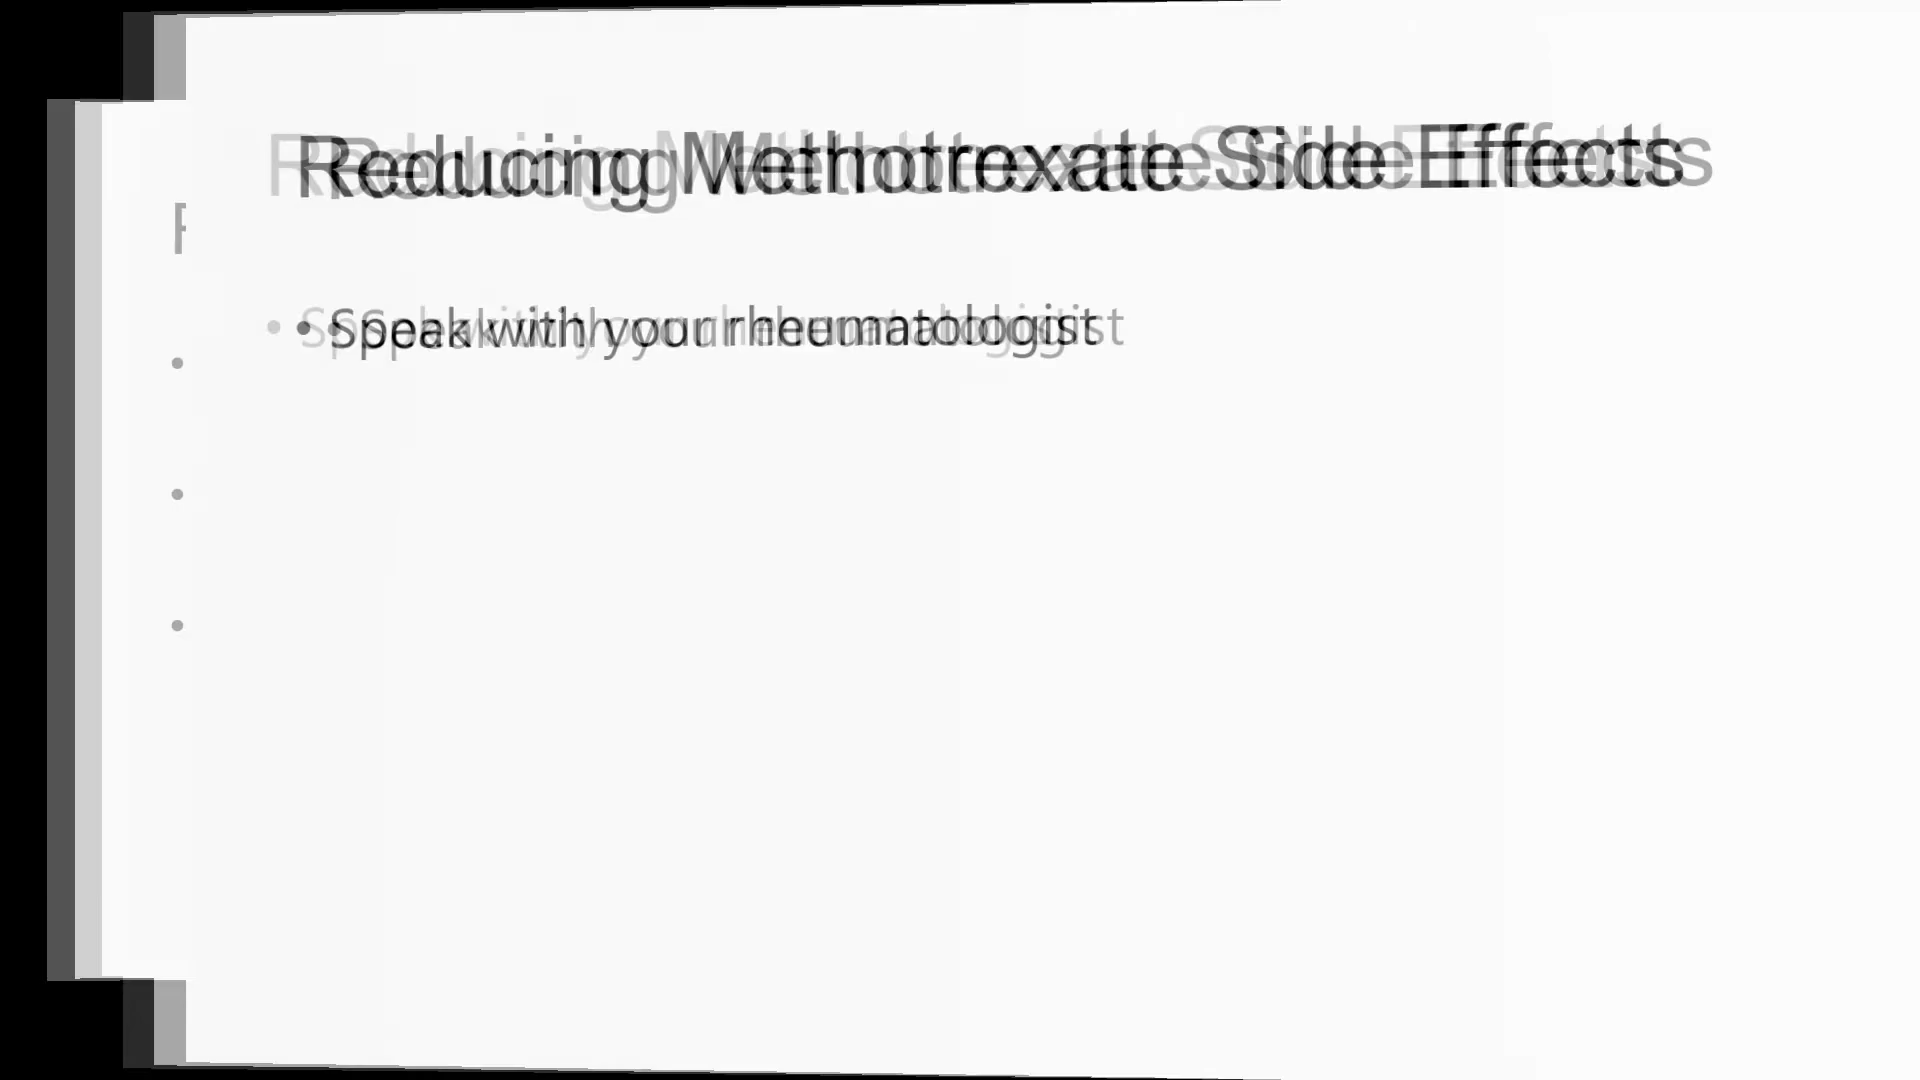 Reducing Methotrexate Side Effects
• Speak with your rheumatologist